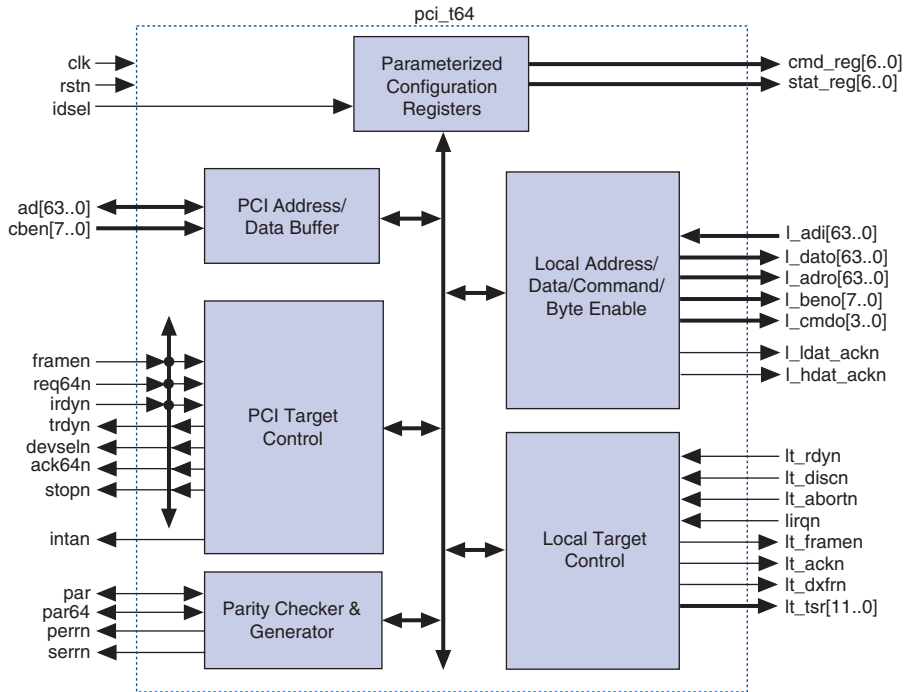 pci_t64
clk
rstn
idsel
Parameterized
Configuration
Registers
cmd_reg[6..0]
stat_reg[6..0]
ad[63..0]
cben[7..0]
PCI Address/
Data Buffer
Local Address/
Data/Command/
Byte Enable
l_adi[63..0]
l_dato[63..0]
l_adro[63..0]
l_beno[7..0]
l_cmdo[3..0]
l_ldat_ackn
l_hdat_ackn
framen
req64n
irdyn
trdyn
devseln
ack64n
stopn
intan
PCI Target
Control
Local Target
Control
lt_rdyn
lt_discn
lt_abortn
lirqn
lt_framen
lt_ackn
lt_dxfrn
lt_tsr[11..0]
par
par64
perrn
serrn
Parity Checker &
Generator